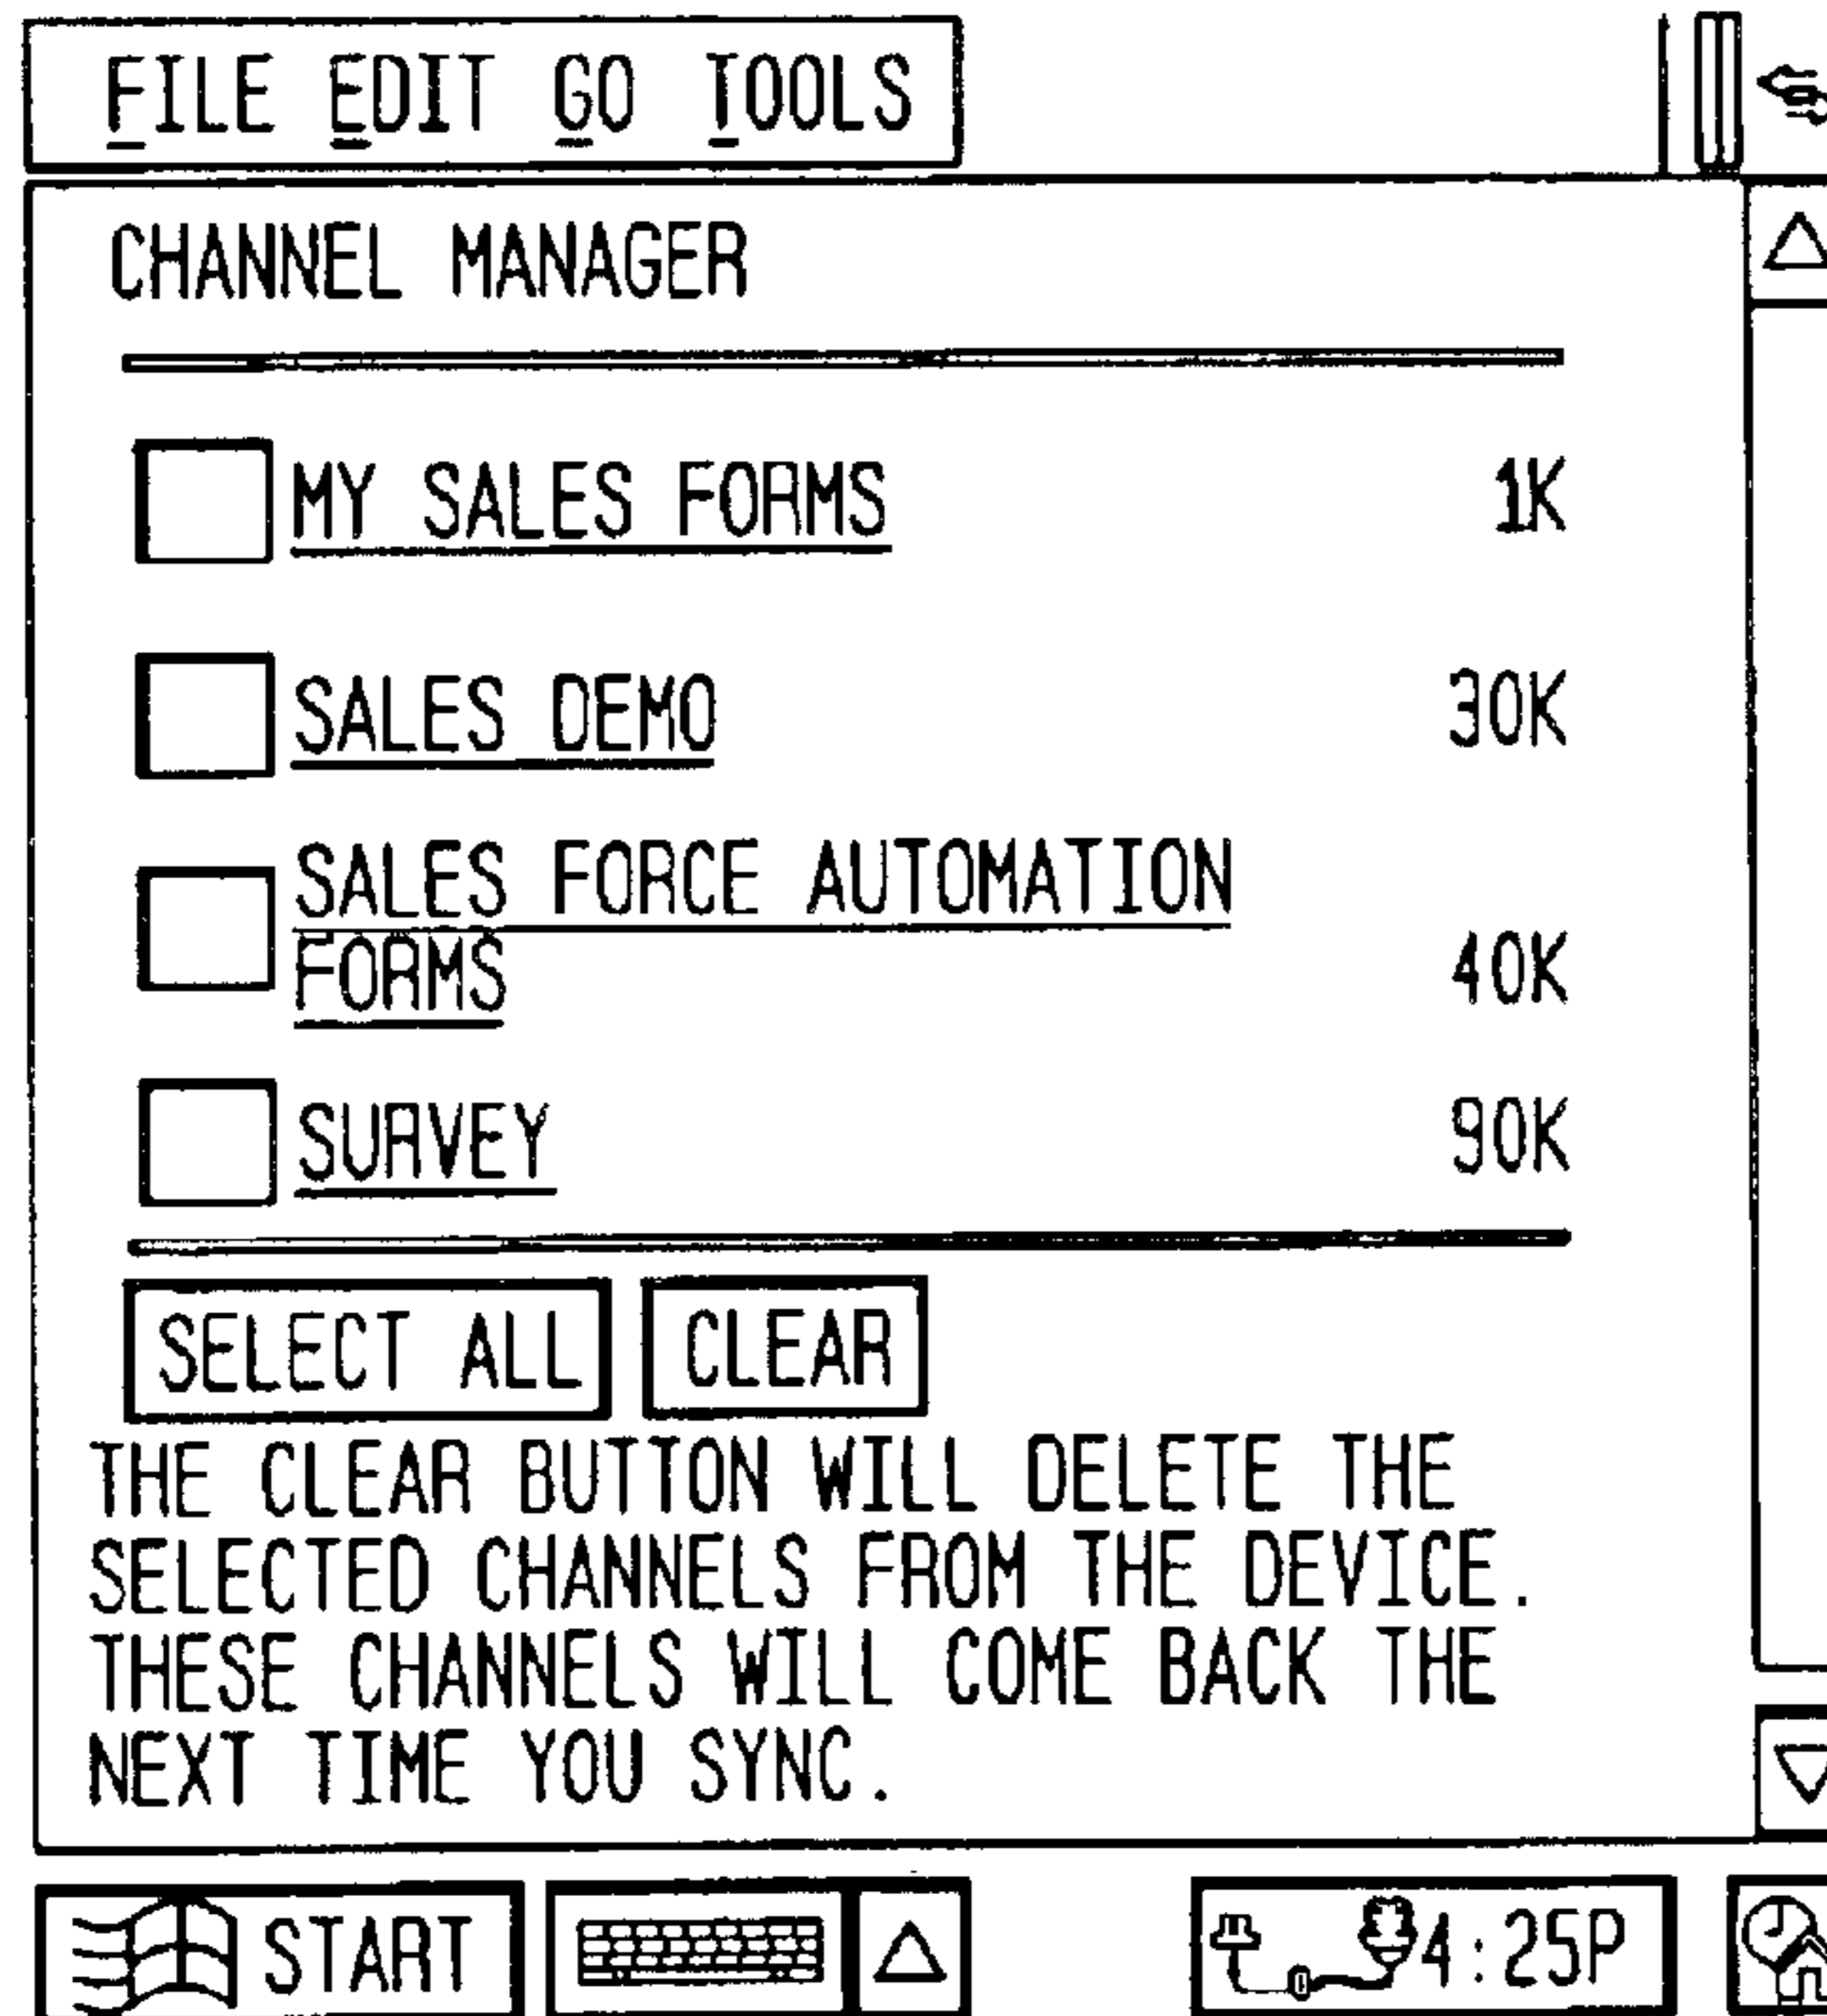 FILE EDIT GO TOOLS
CHANNEL MANAGER
MY SALES FORMS 1K
SALES DEMO 30K
SALES FORCE AUTOMATION
FORMS 40K
SURVEY 90K
SELECT ALL CLEAR
THE CLEAR BUTTON WILL DELETE THE
SELECTED CHANNELS FROM THE DEVICE.
THESE CHANNELS WILL COME BACK THE
NEXT TIME YOU SYNC.
START 4:25P